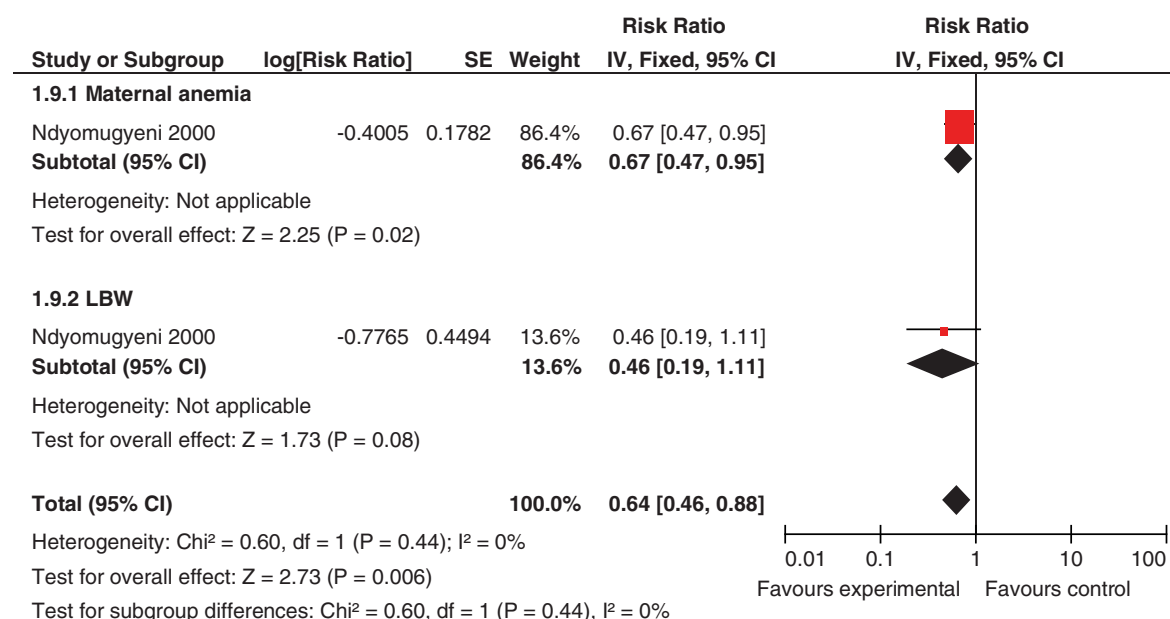 Risk Ratio Risk Ratio
Study or Subgroup log[Risk Ratio] SE Weight IV, Fixed, 95% CI IV, Fixed, 95% CI
1.9.1 Maternal anemia
Ndyomugyeni 2000 -0.4005 0.1782 86.4% 0.67 [0.47, 0.95]
Subtotal (95% CI) 86.4% 0.67 [0.47, 0.95]
Heterogeneity: Not applicable
Test for overall effect: Z = 2.25 (P = 0.02)
1.9.2 LBW
Ndyomugyeni 2000 -0.7765 0.4494 13.6% 0.46 [0.19, 1.11]
Subtotal (95% CI) 13.6% 0.46 [0.19, 1.11]
Heterogeneity: Not applicable
Test for overall effect: Z = 1.73 (P = 0.08)
Total (95% CI) 100.0% 0.64 [0.46, 0.88]
Heterogeneity: Chi² = 0.60, df = 1 (P = 0.44); I² = 0%
Test for overall effect: Z = 2.73 (P = 0.006)
Test for subgroup differences: Chi² = 0.60, df = 1 (P = 0.44), I² = 0%
0.01 0.1 1 10 100
Favours experimental Favours control